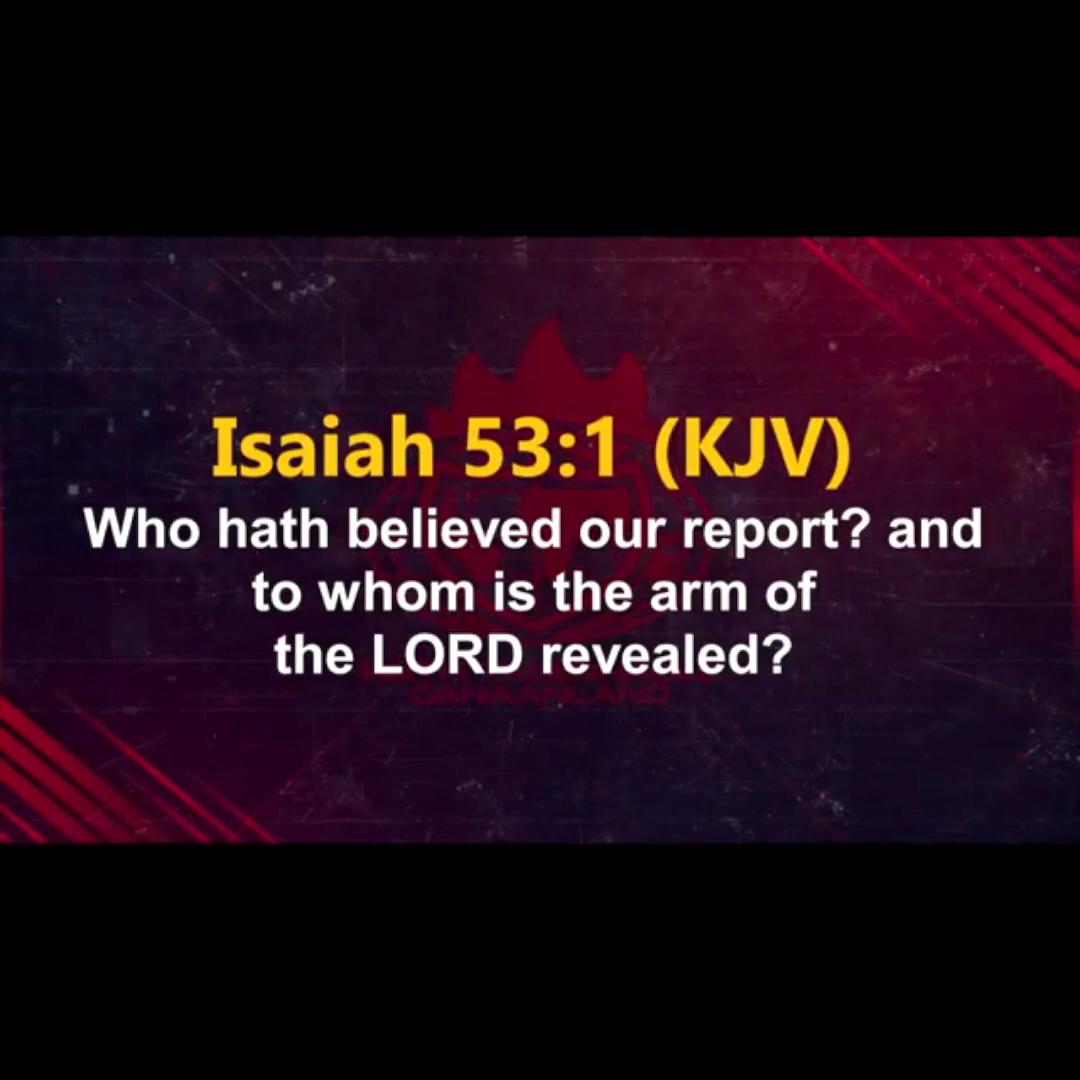 Isaiah 53:1 (KJV)
Who hath believed our report? and
to whom is the arm of
the LORD revealed?
CANAANLAND